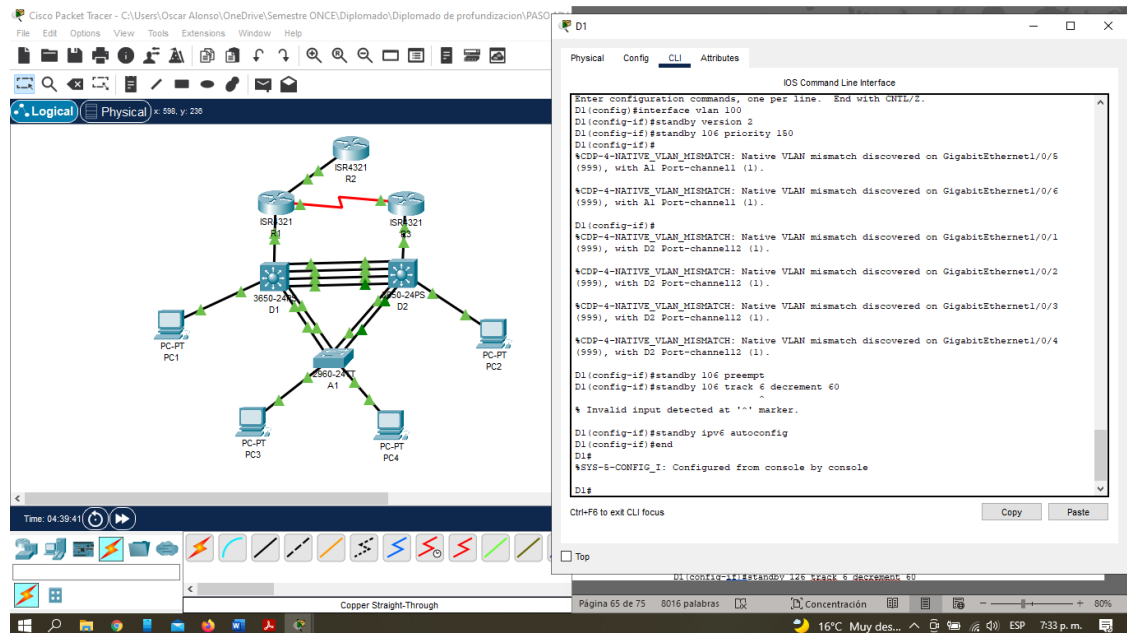 Cisco Packet Tracer - C:\Users\Oscar Alonso\OneDrive\Semestre ONCE\Diplomado\Diplomado de profundizacion\PASO
File Edit Options View Tools Extensions Window Help
Logical Physical x: 598, y: 236
ISR4321
R2
ISR4321
R1
ISR4321
3650-24PS
D1
3650-24PS
D2
PC-PT
PC1
PC-PT
PC2
2960-24TT
A1
PC-PT
PC3
PC-PT
PC4
Time: 04:39:41
Copper Straight-Through
D1
Physical Config CLI Attributes
IOS Command Line Interface
Enter configuration commands, one per line. End with CNTL/Z.
D1(config)#interface vlan 100
D1(config-if)#standby version 2
D1(config-if)#standby 106 priority 150
D1(config-if)#
%CDP-4-NATIVE_VLAN_MISMATCH: Native VLAN mismatch discovered on GigabitEthernet1/0/5
(999), with A1 Port-channel1 (1).
%CDP-4-NATIVE_VLAN_MISMATCH: Native VLAN mismatch discovered on GigabitEthernet1/0/6
(999), with A1 Port-channel1 (1).
D1(config-if)#
%CDP-4-NATIVE_VLAN_MISMATCH: Native VLAN mismatch discovered on GigabitEthernet1/0/1
(999), with D2 Port-channel12 (1).
%CDP-4-NATIVE_VLAN_MISMATCH: Native VLAN mismatch discovered on GigabitEthernet1/0/2
(999), with D2 Port-channel12 (1).
%CDP-4-NATIVE_VLAN_MISMATCH: Native VLAN mismatch discovered on GigabitEthernet1/0/3
(999), with D2 Port-channel12 (1).
%CDP-4-NATIVE_VLAN_MISMATCH: Native VLAN mismatch discovered on GigabitEthernet1/0/4
(999), with D2 Port-channel12 (1).
D1(config-if)#standby 106 preempt
D1(config-if)#standby 106 track 6 decrement 60
^
% Invalid input detected at '^' marker.
D1(config-if)#standby ipv6 autoconfig
D1(config-if)#end
D1#
%SYS-5-CONFIG_I: Configured from console by console
D1#
Ctrl+F6 to exit CLI focus
Copy Paste
Top
D1(config-if)#standby 126 track 6 decrement 60
Página 65 de 75 8016 palabras Concentración 80%
16°C Muy des... ESP 7:33 p. m.